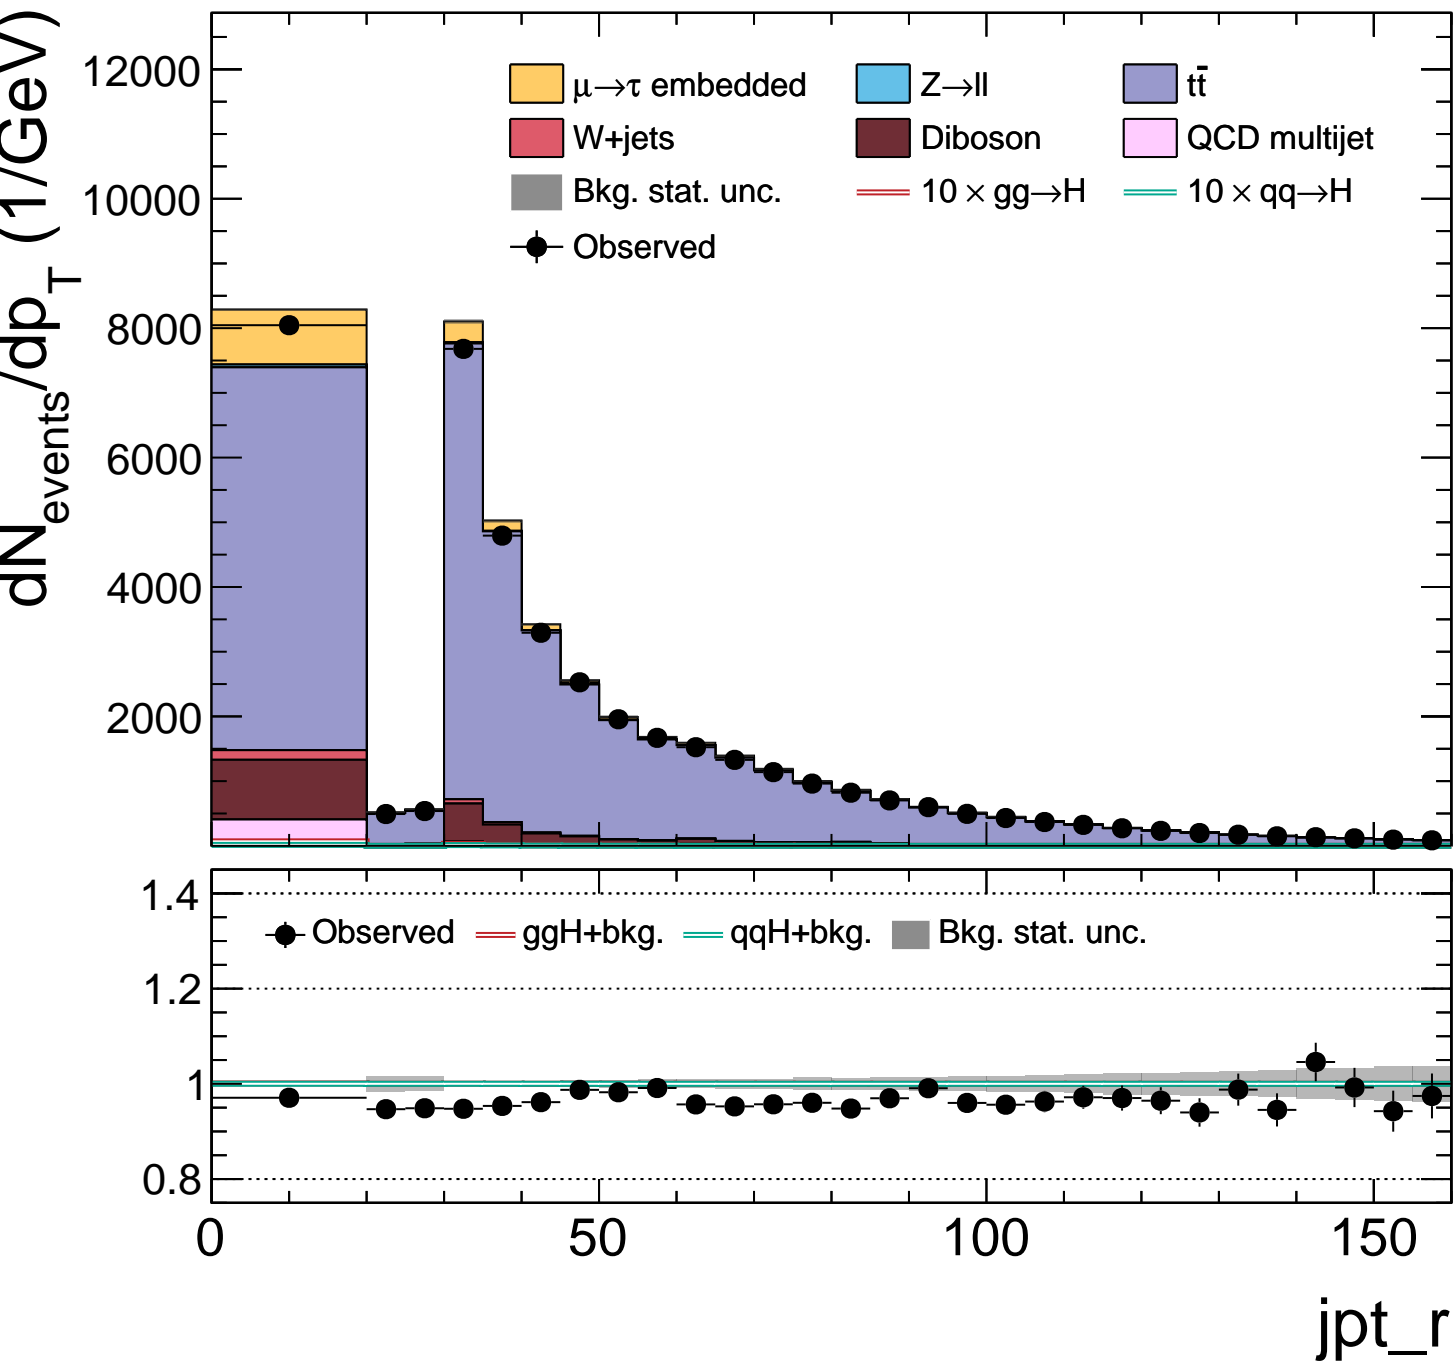 dN_events/dp_T (1/GeV)
12000
10000
8000
6000
4000
2000
μ→τ embedded
Z→ll
tt̄
W+jets
Diboson
QCD multijet
Bkg. stat. unc.
10 × gg→H
10 × qq→H
Observed
1.4
1.2
1
0.8
Observed
ggH+bkg.
qqH+bkg.
Bkg. stat. unc.
0
50
100
150
jpt_r